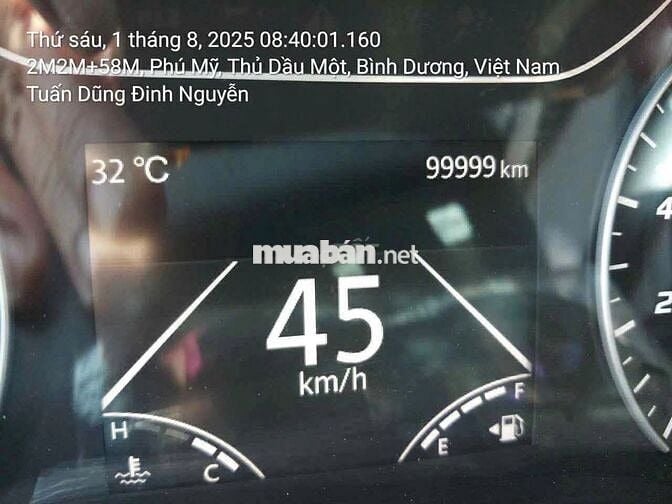 Thứ sáu, 1 tháng 8, 2025 08:40:01.160
2M2M+58M, Phú Mỹ, Thủ Dầu Một, Bình Dương, Việt Nam
Tuấn Dũng Đinh Nguyễn
32 °C 99999 km
muaban.net
45
km/h
H F
C E